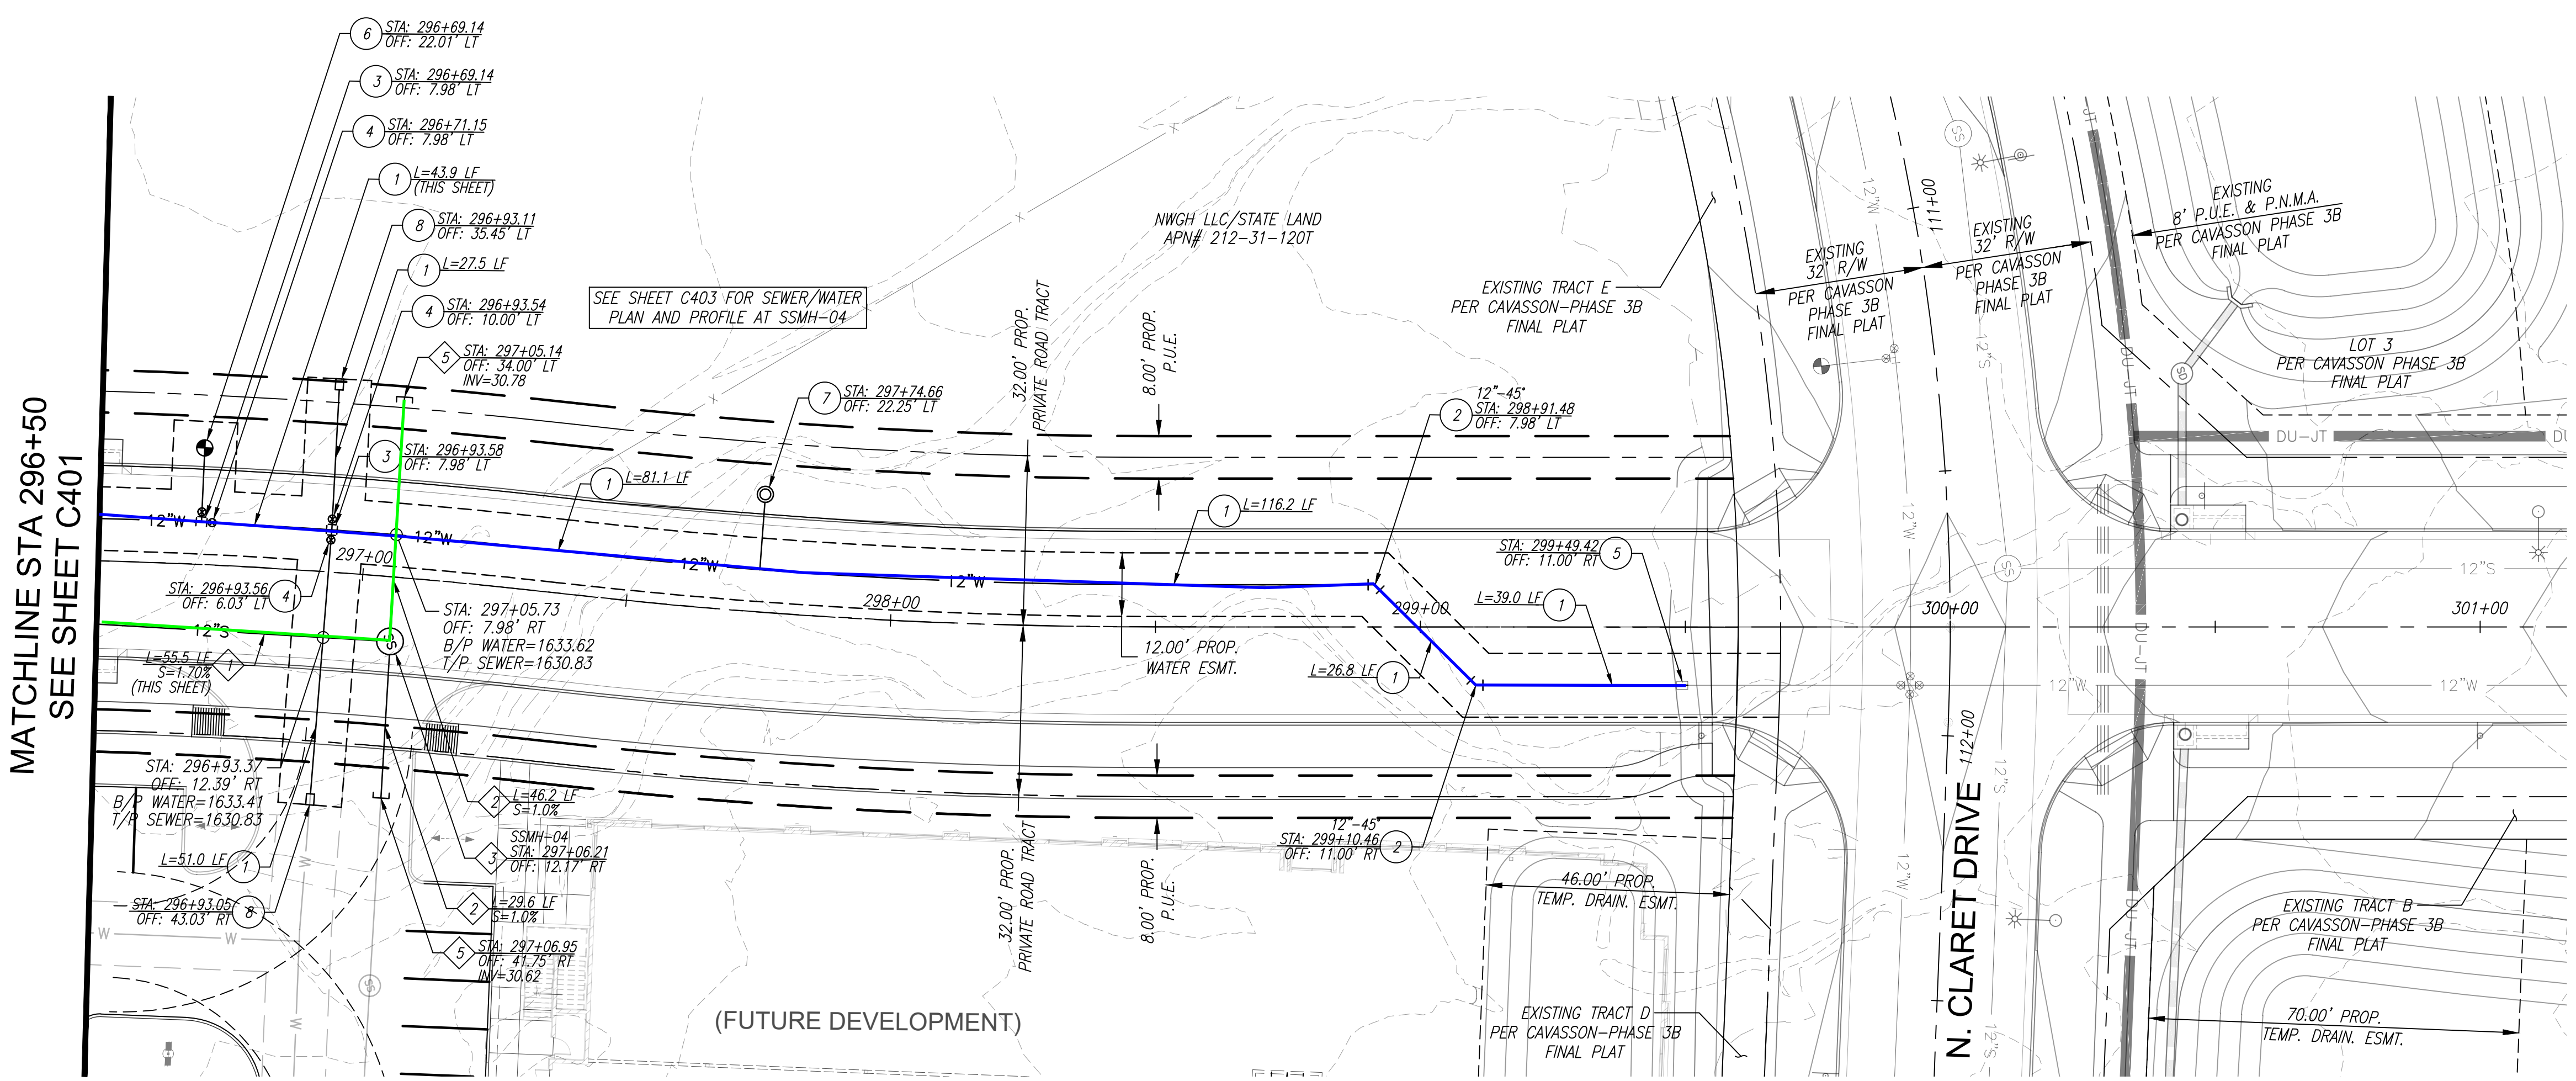 6
STA: 296+69.14
OFF: 22.01' LT
3
STA: 296+69.14
OFF: 7.98' LT
4
STA: 296+71.15
OFF: 7.98' LT
1
L=43.9 LF
(THIS SHEET)
8
STA: 296+93.11
OFF: 35.45' LT
1
L=27.5 LF
4
STA: 296+93.54
OFF: 10.00' LT
5
STA: 297+05.14
OFF: 34.00' LT
INV=30.78
3
STA: 296+93.58
OFF: 7.98' LT
SEE SHEET C403 FOR SEWER/WATER
PLAN AND PROFILE AT SSMH-04
NWGH LLC/STATE LAND
APN# 212-31-120T
7
STA: 297+74.66
OFF: 22.25' LT
1
L=81.1 LF
32.00' PROP.
PRIVATE ROAD TRACT
8.00' PROP.
P.U.E.
12"-45°
2
STA: 298+91.48
OFF: 7.98' LT
1
L=116.2 LF
EXISTING TRACT E
PER CAVASSON-PHASE 3B
FINAL PLAT
EXISTING
32' R/W
PER CAVASSON
PHASE 3B
FINAL PLAT
EXISTING
32' R/W
PER CAVASSON
PHASE 3B
FINAL PLAT
EXISTING
8' P.U.E. & P.N.M.A.
PER CAVASSON PHASE 3B
FINAL PLAT
LOT 3
PER CAVASSON PHASE 3B
FINAL PLAT
111+00
12"W
12"S
SS
JT
DU-JT
SD
DU-JT
DU
MATCHLINE STA 296+50
SEE SHEET C401
12"W
12"W
12"W
12"W
297+00
298+00
299+00
300+00
301+00
STA: 299+49.42
OFF: 11.00' RT
5
L=39.0 LF
1
12"W
SS
12"S
12"W
12"W
DU-JT
STA: 296+93.56
OFF: 6.03' LT
4
12"S
S
L=55.5 LF
S=1.70%
(THIS SHEET)
1
STA: 297+05.73
OFF: 7.98' RT
B/P WATER=1633.62
T/P SEWER=1630.83
12.00' PROP.
WATER ESMT.
L=26.8 LF
1
STA: 296+93.37
OFF: 12.39' RT
B/P WATER=1633.41
T/P SEWER=1630.83
2
L=46.2 LF
S=1.0%
SSMH-04
3
STA: 297+06.21
OFF: 12.17' RT
L=51.0 LF
1
STA: 296+93.05
OFF: 43.03' RT
8
2
L=29.6 LF
S=1.0%
5
STA: 297+06.95
OFF: 41.75' RT
INV=30.62
W
W
W
W
SS
32.00' PROP.
PRIVATE ROAD TRACT
8.00' PROP.
P.U.E.
12"-45°
STA: 299+10.46
OFF: 11.00' RT
2
46.00' PROP.
TEMP. DRAIN. ESMT.
12"W
12"S
12"S
112+00
N. CLARET DRIVE
DU-JT
EXISTING TRACT B
PER CAVASSON-PHASE 3B
FINAL PLAT
70.00' PROP.
TEMP. DRAIN. ESMT.
EXISTING TRACT D
PER CAVASSON-PHASE 3B
FINAL PLAT
(FUTURE DEVELOPMENT)